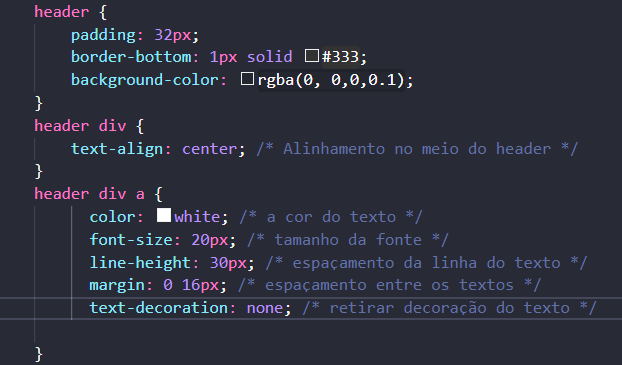 header {
    padding: 32px;
    border-bottom: 1px solid #333;
    background-color: rgba(0, 0,0,0.1);
}
header div {
    text-align: center; /* Alinhamento no meio do header */
}
header div a {
      color: white; /* a cor do texto */
      font-size: 20px; /* tamanho da fonte */
      line-height: 30px; /* espaçamento da linha do texto */
      margin: 0 16px; /* espaçamento entre os textos */
      text-decoration: none; /* retirar decoração do texto */
}